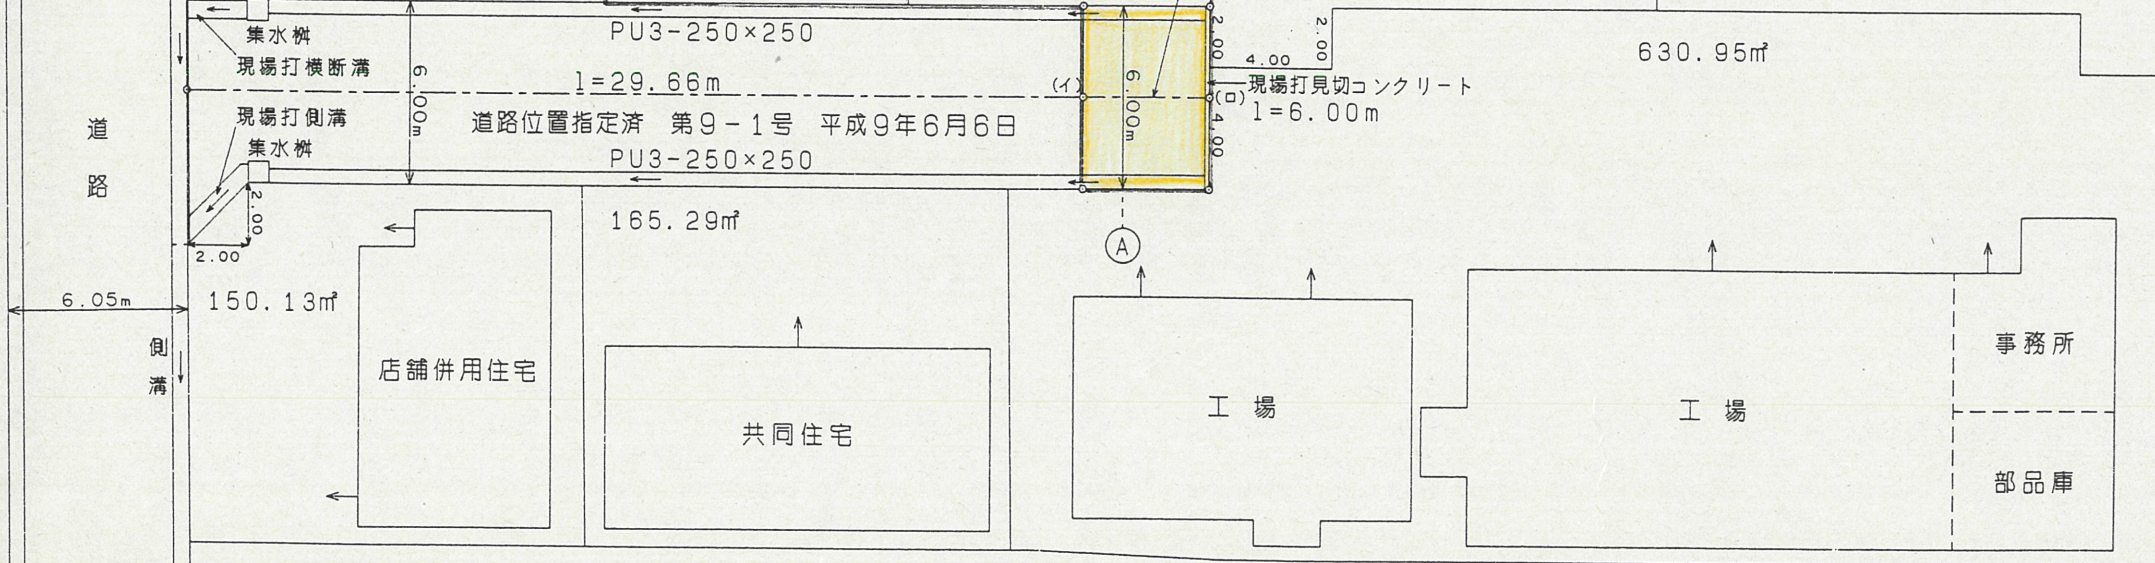 集水桝
現場打横断溝
PU3-250×250
6.00m
l=29.66m
(イ)
6.00m
2.00
2.00
4.00
630.95㎡
現場打見切コンクリート
(ロ)
l=6.00m
4.00
道路
現場打側溝
集水桝
道路位置指定済 第9-1号 平成9年6月6日
PU3-250×250
2.00
2.00
165.29㎡
A
6.05m
150.13㎡
側溝
店舗併用住宅
共同住宅
工場
工場
事務所
部品庫